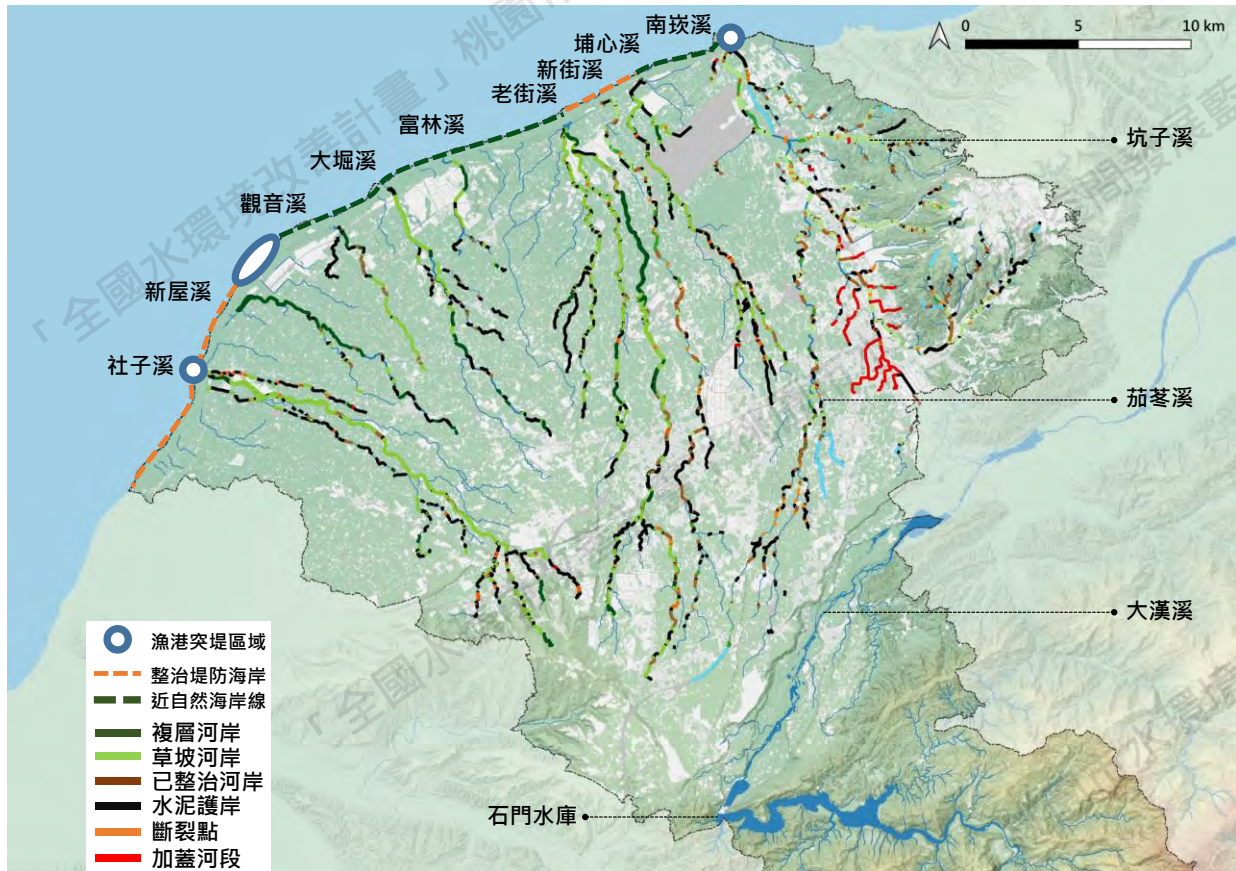 南崁溪
埔心溪
新街溪
老街溪
富林溪
大堀溪
觀音溪
新屋溪
社子溪
0 5 10 km
坑子溪
茄苳溪
大漢溪
石門水庫
漁港突堤區域
整治堤防海岸
近自然海岸線
複層河岸
草坡河岸
已整治河岸
水泥護岸
斷裂點
加蓋河段
「全國水環境改善計畫」桃園